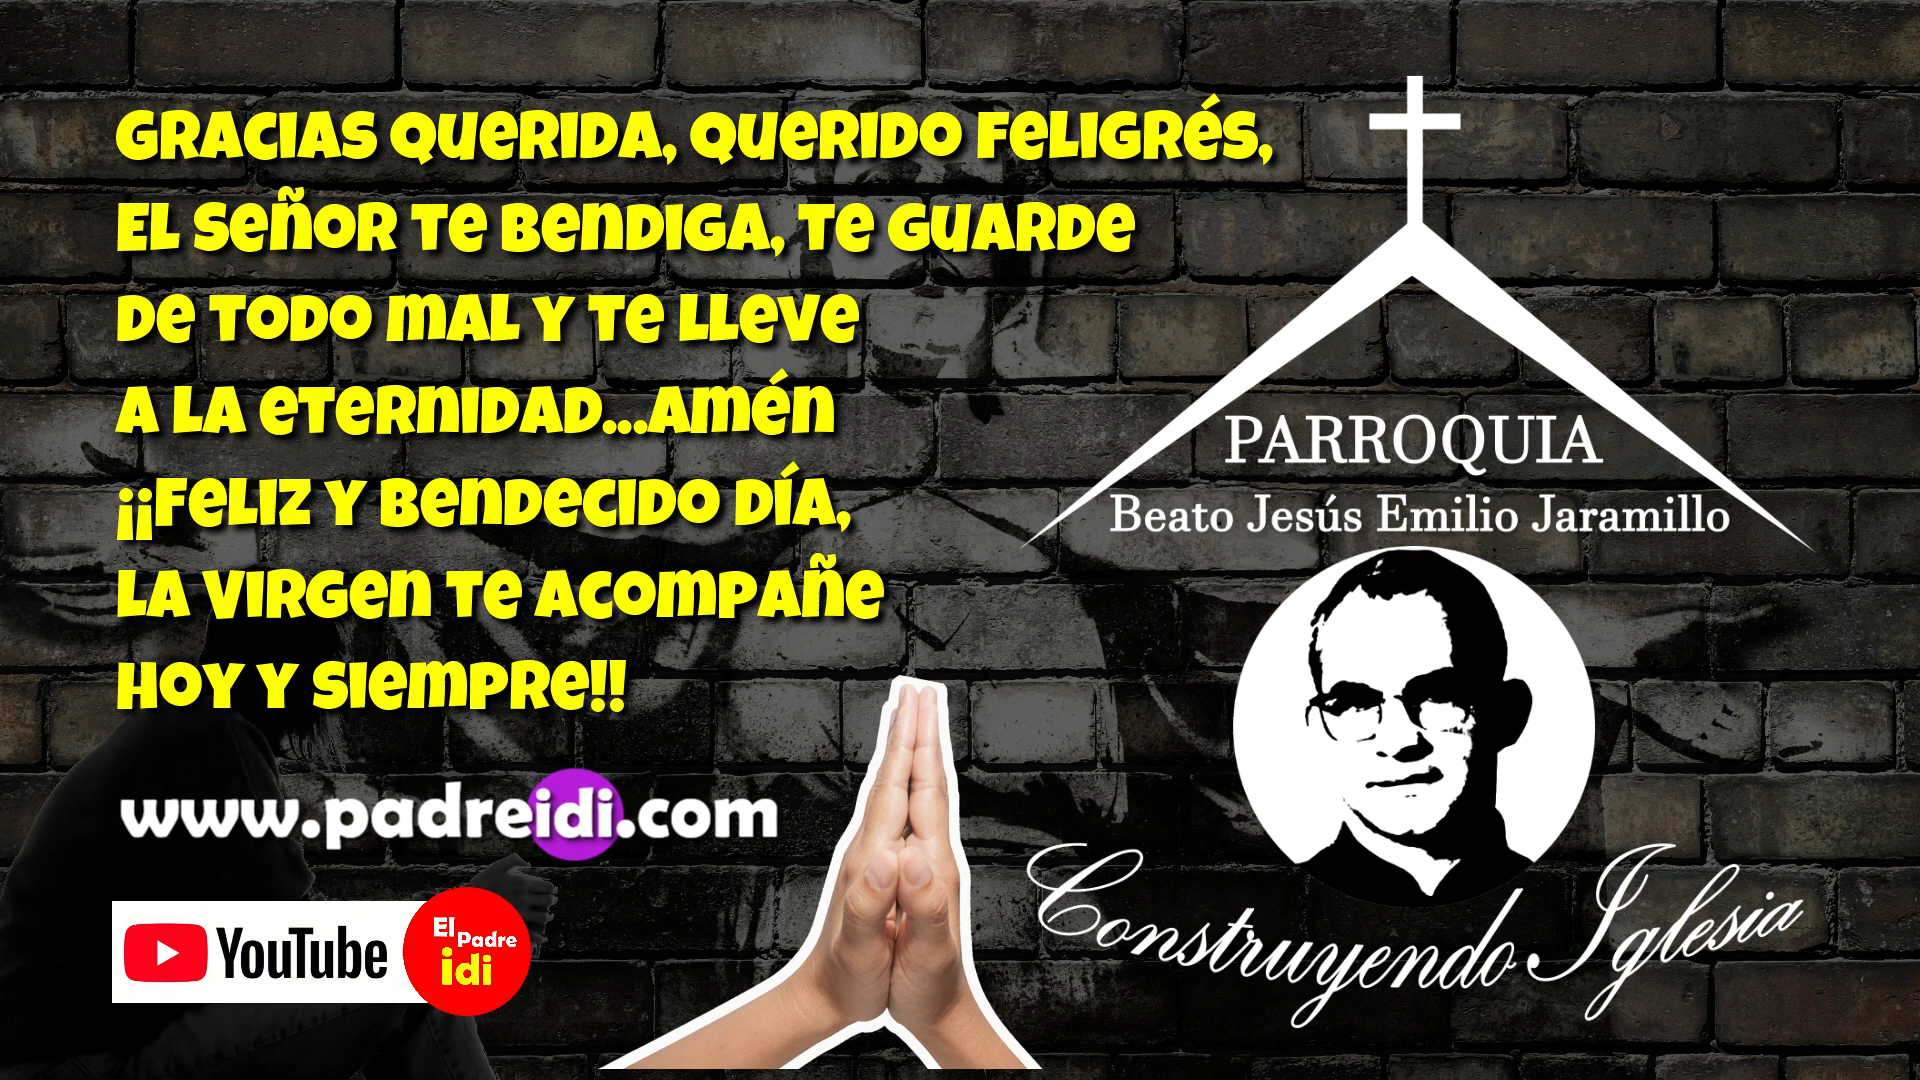 Gracias querida, querido feligrés,
el Señor te bendiga, te guarde
de todo mal y te lleve
a la eternidad...amén
¡¡Feliz y bendecido día,
la Virgen te acompañe
hoy y siempre!!
www.padreidi.com
YouTube
El Padre
idi
PARROQUIA
Beato Jesús Emilio Jaramillo
Construyendo Iglesia